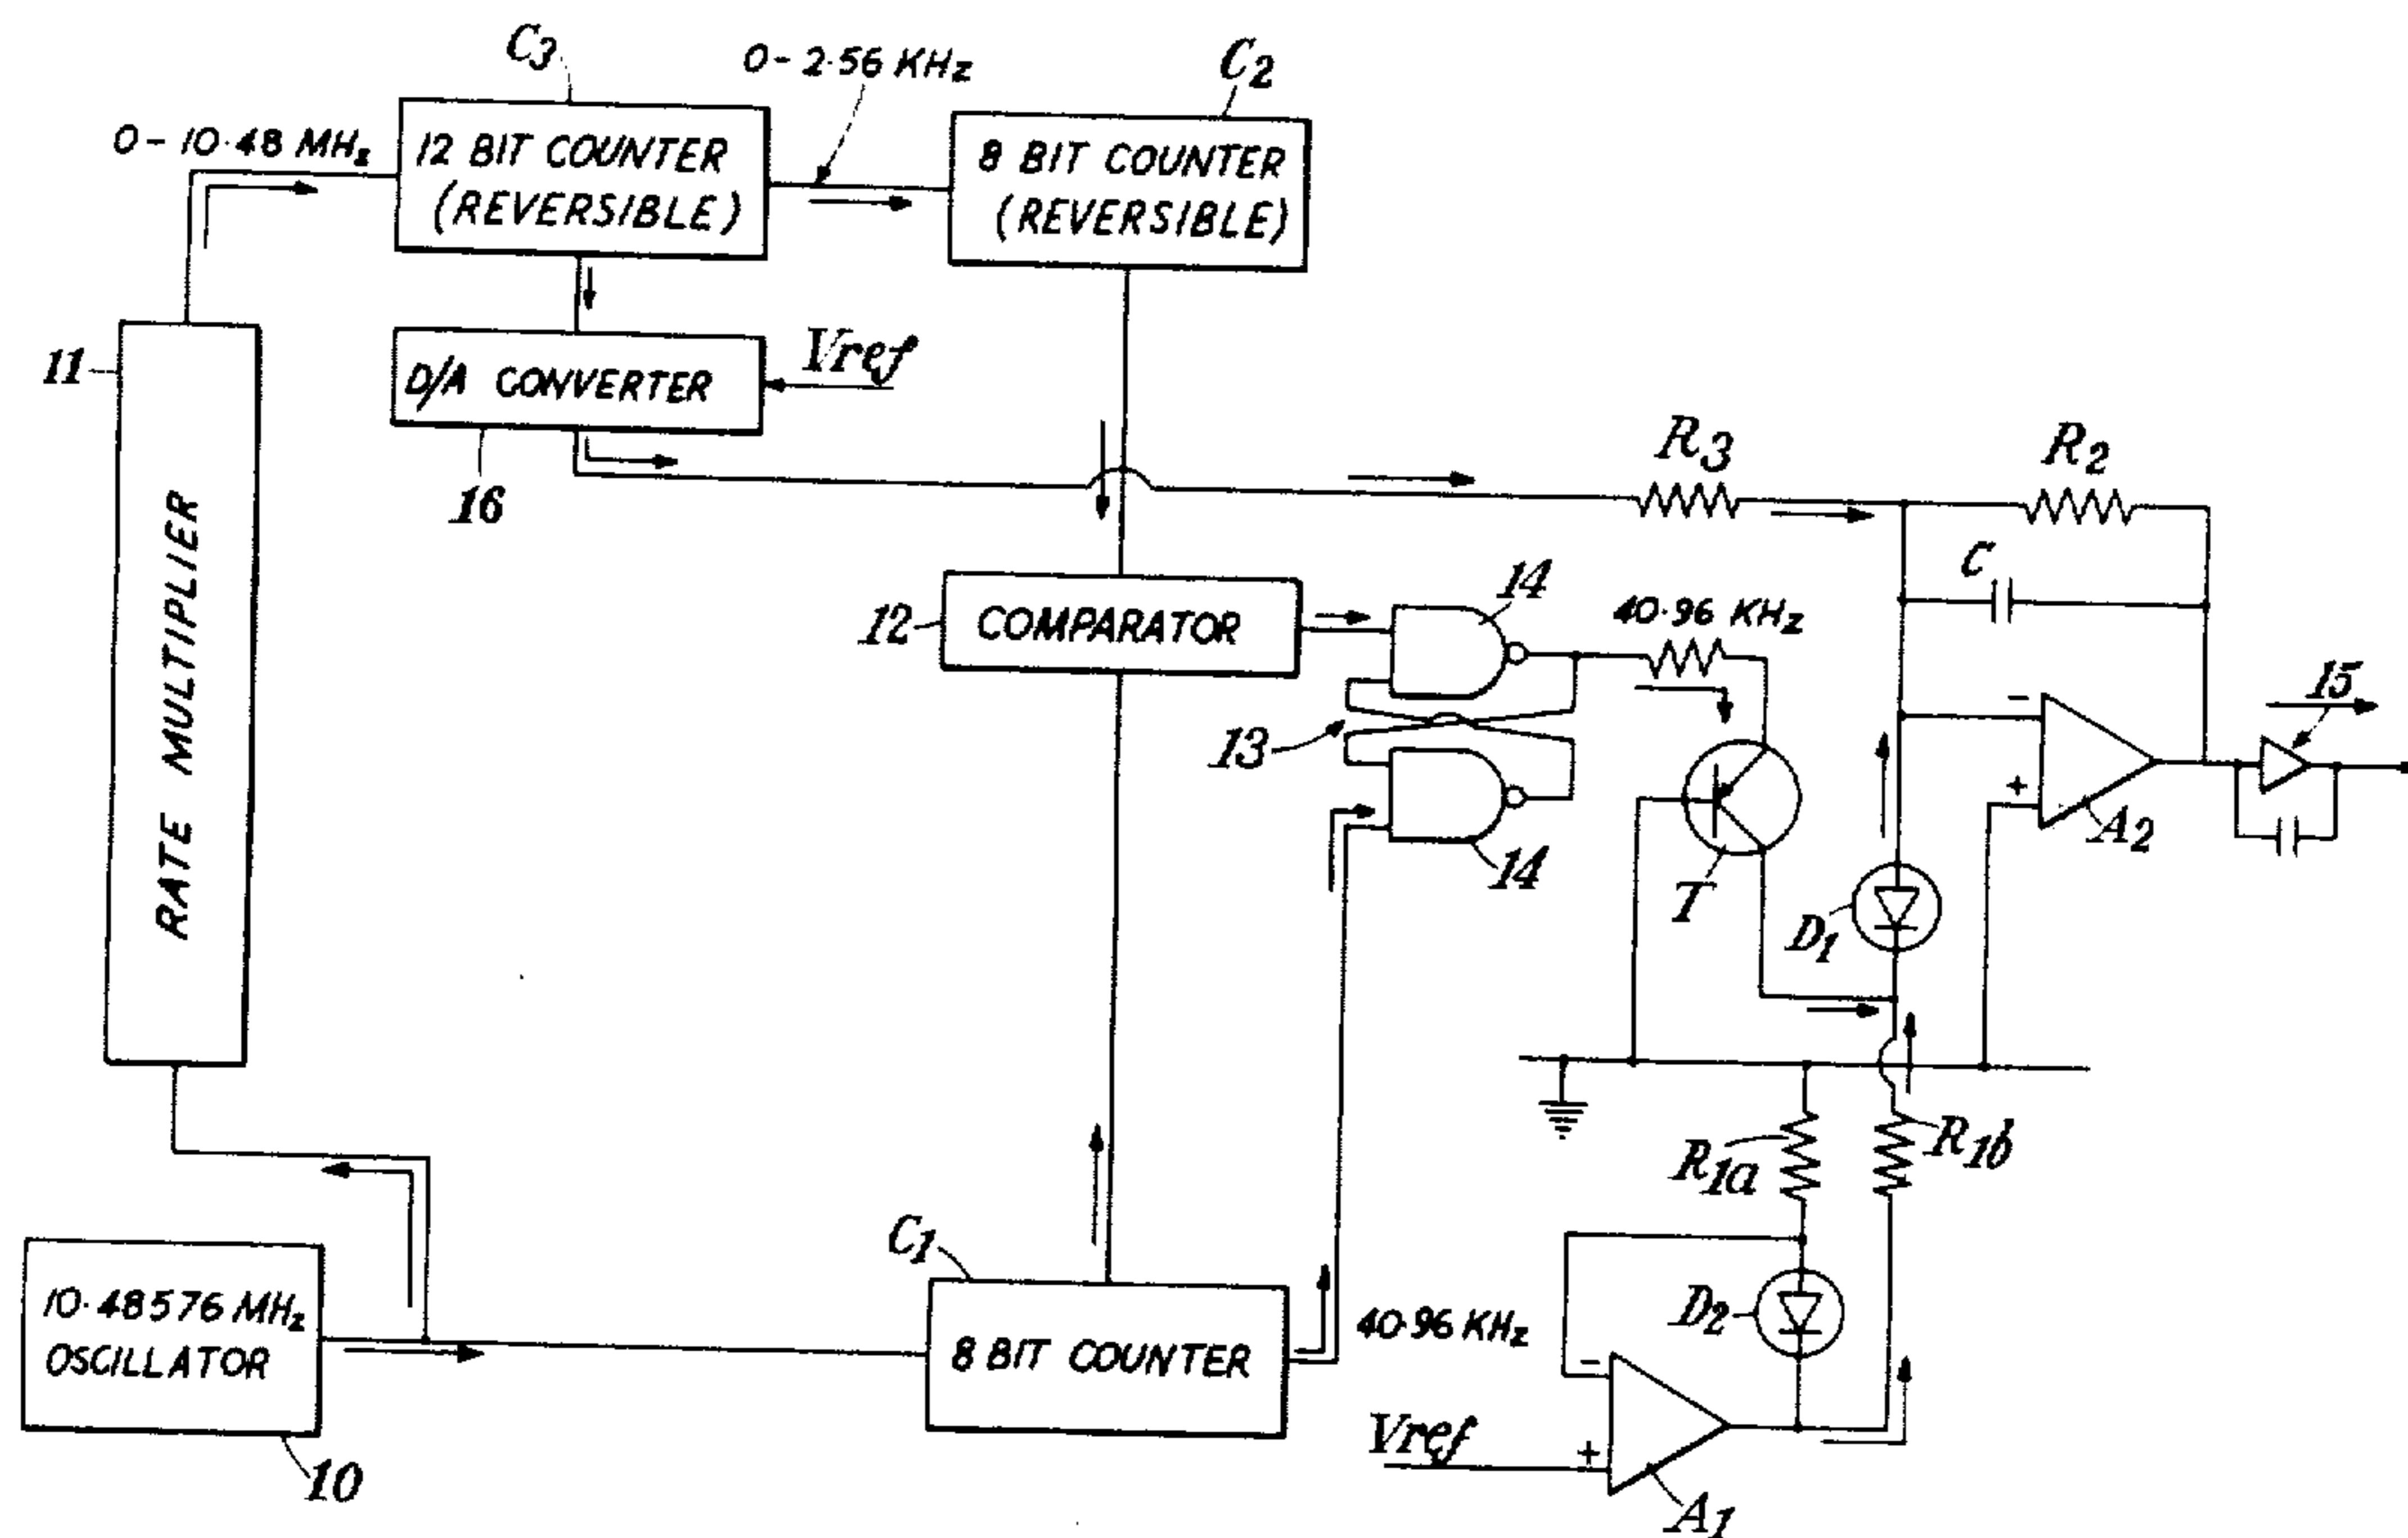 C3
0-2·56 KHz
C2
0-10·48 MHz
12 BIT COUNTER
(REVERSIBLE)
8 BIT COUNTER
(REVERSIBLE)
11
RATE MULTIPLIER
D/A CONVERTER
Vref
16
R3
R2
C
12
COMPARATOR
14
40·96 KHz
15
13
-
+
A2
14
T
D1
R1a
R1b
C1
10·48576 MHz
OSCILLATOR
8 BIT COUNTER
40·96 KHz
D2
-
Vref
+
10
A1